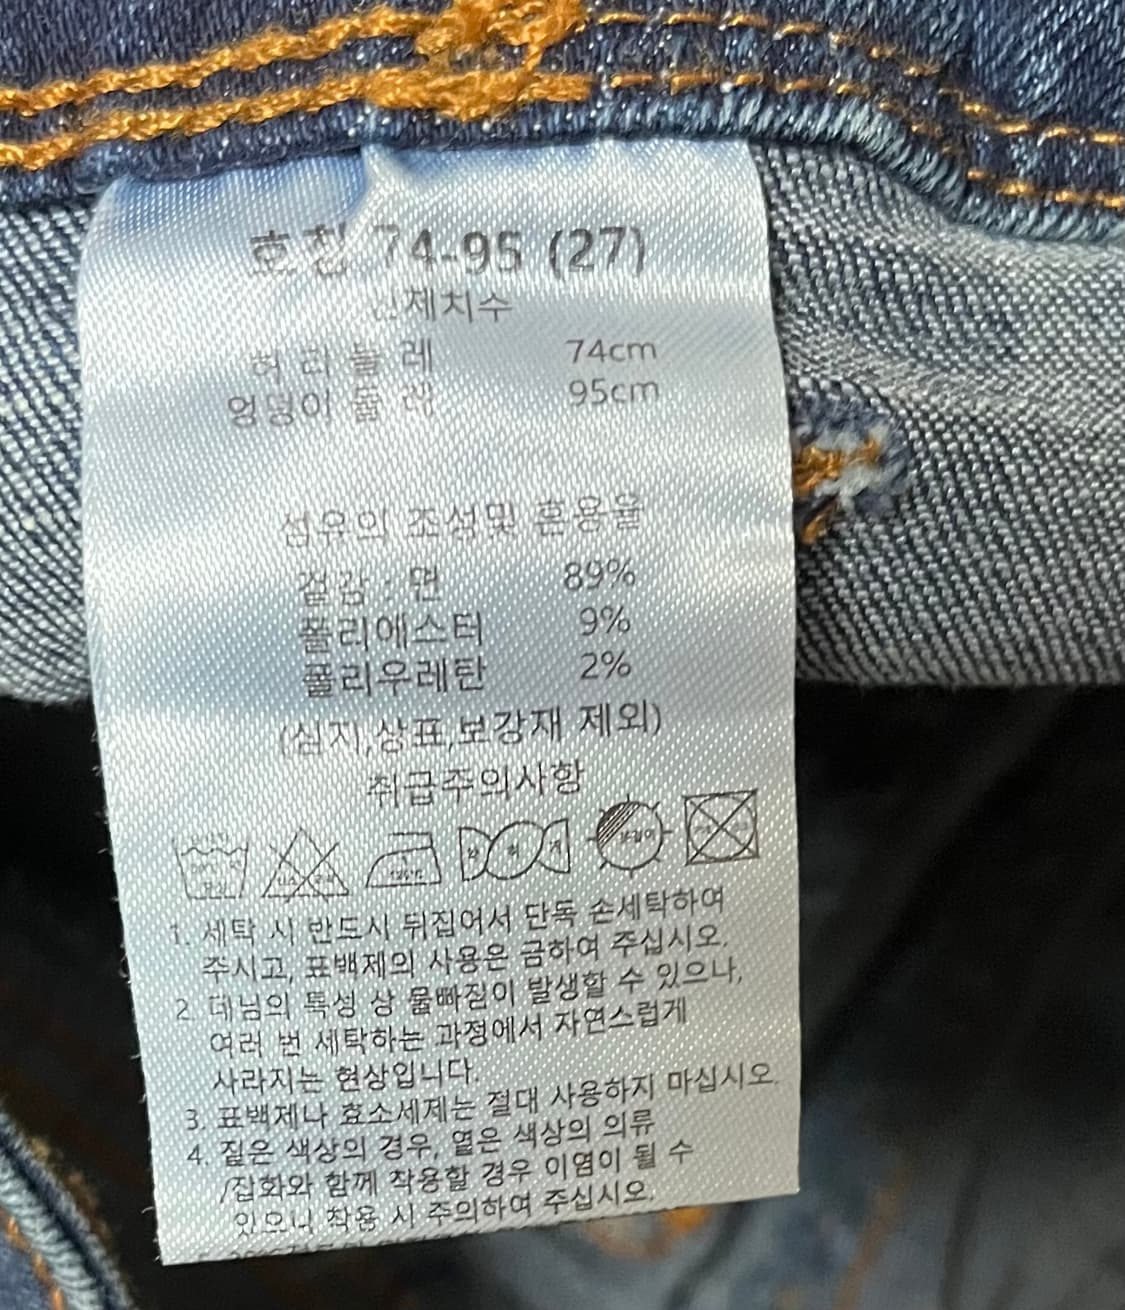 호칭 74-95 (27)
신체치수
허 리 둘 레 74cm
엉덩이 둘 레 95cm
섬유의 조성및 혼용율
겉감 : 면 89%
폴리에스터 9%
폴리우레탄 2%
(심지,상표,보강재 제외)
취급주의사항
125°C
1. 세탁 시 반드시 뒤집어서 단독 손세탁하여
주시고, 표백제의 사용은 금하여 주십시오.
2. 데님의 특성 상 물빠짐이 발생할 수 있으나,
여러 번 세탁하는 과정에서 자연스럽게
사라지는 현상입니다.
3. 표백제나 효소세제는 절대 사용하지 마십시오.
4. 짙은 색상의 경우, 옅은 색상의 의류
/잡화와 함께 착용할 경우 이염이 될 수
있으니 착용 시 주의하여 주십시오.